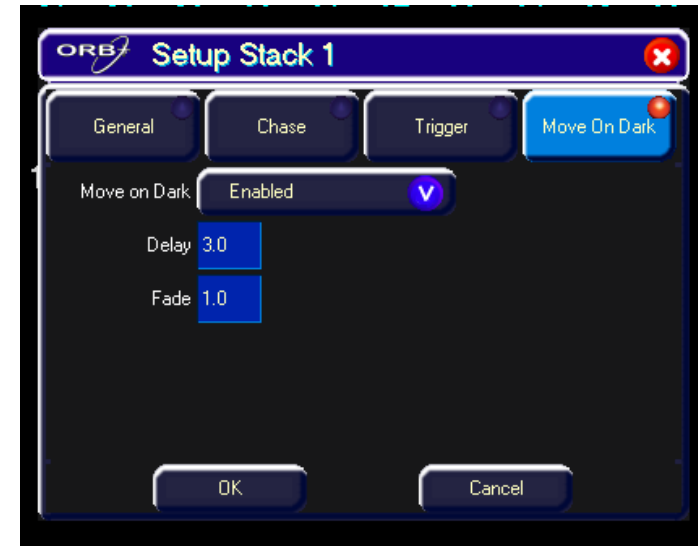 ORB Setup Stack 1
General Chase Trigger Move On Dark
Move on Dark Enabled V
Delay 3.0
Fade 1.0
OK Cancel